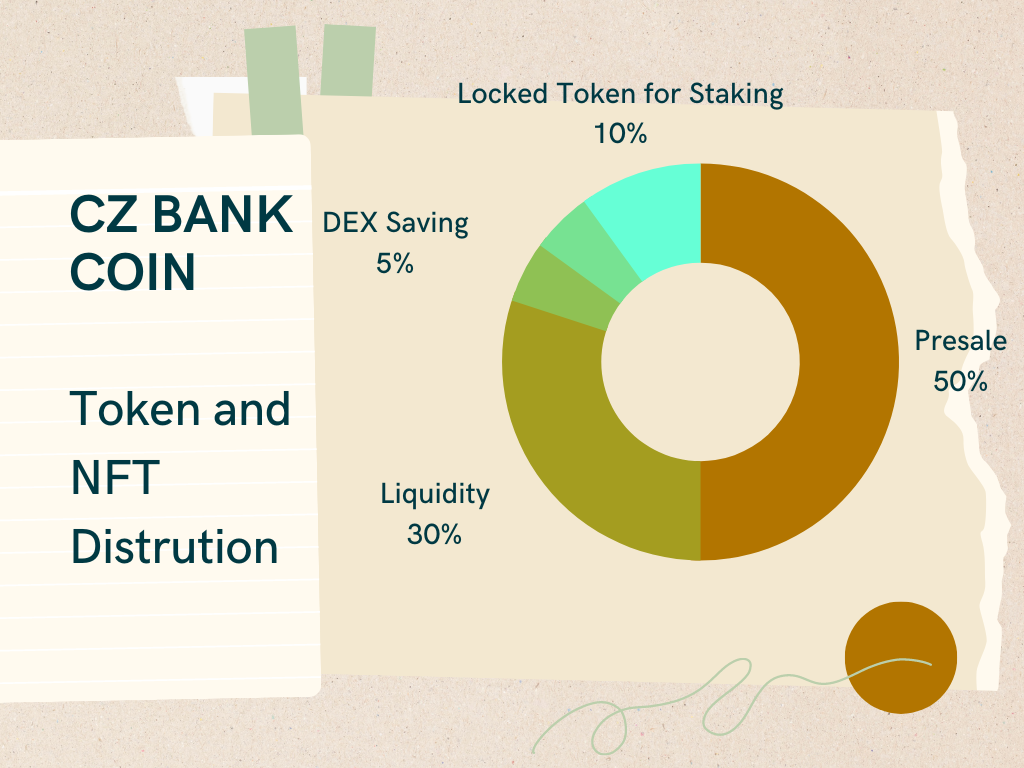 CZ BANK
COIN
Token and
NFT
Distrution
Locked Token for Staking
10%
DEX Saving
5%
Presale
50%
Liquidity
30%